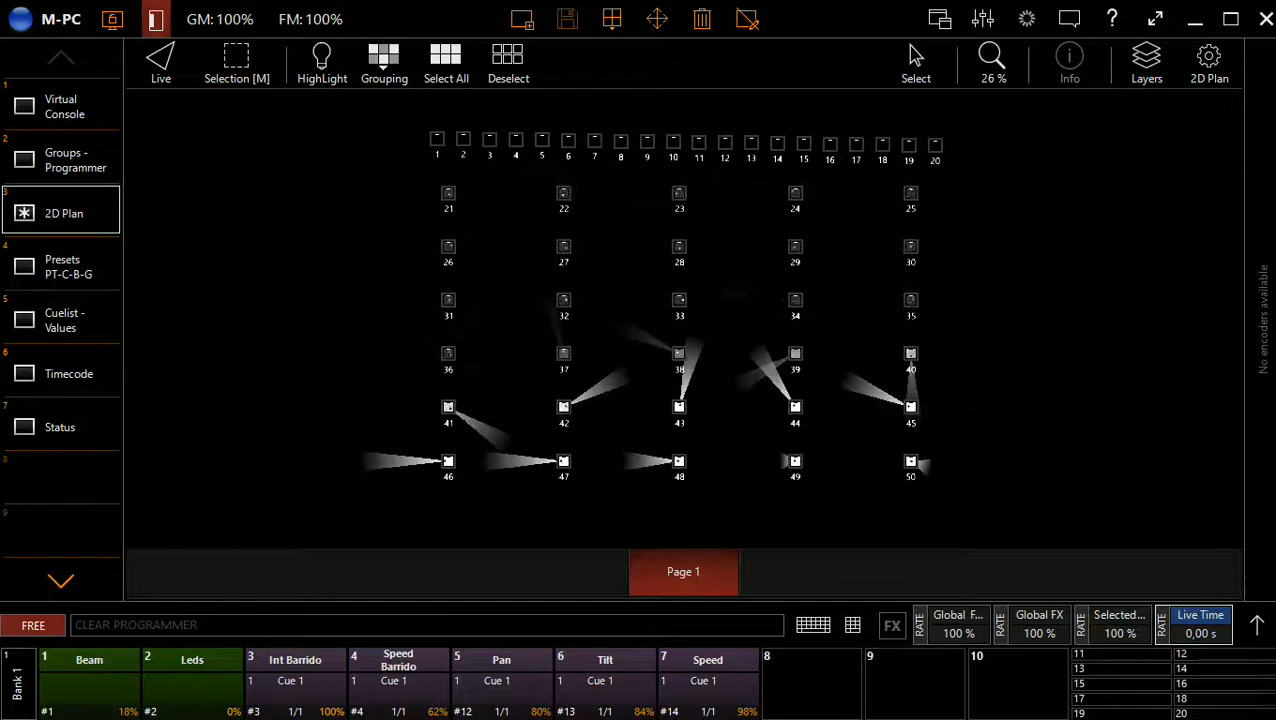 M-PC
6
GM: 100%
FM: 100%
Live
Selection [M]
HighLight
Grouping
Select All
Deselect
Select
26 %
Info
Layers
2D Plan
1
Virtual
Console
2
Groups -
Programmer
3
2D Plan
4
Presets
PT-C-B-G
5
Cuelist -
Values
6
Timecode
7
Status
8
9
1 2 3 4 5 6 7 8 9 10 11 12 13 14 15 16 17 18 19 20
21 22 23 24 25
26 27 28 29 30
31 32 33 34 35
36 37 38 39 40
41 42 43 44 45
46 47 48 49 50
No encoders available
Page 1
FREE
CLEAR PROGRAMMER
FX
RATE
Global F...
100 %
RATE
Global FX
100 %
RATE
Selected...
100 %
RATE
Live Time
0,00 s
1
Bank 1
1 Beam
#1 18%
2 Leds
#2 0%
3 Int Barrido
1 Cue 1
#3 1/1 100%
4 Speed
Barrido
1 Cue 1
#4 1/1 62%
5 Pan
1 Cue 1
#12 1/1 80%
6 Tilt
1 Cue 1
#13 1/1 84%
7 Speed
1 Cue 1
#14 1/1 98%
8
9
10
11 12
13 14
15 16
17 18
19 20